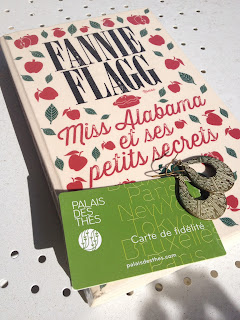 FANNIE
FLAGG
Miss Alabama
et ses
petits secrets
PALAIS
DES
THÉS
Carte de fidélité
palaisdesthes.com